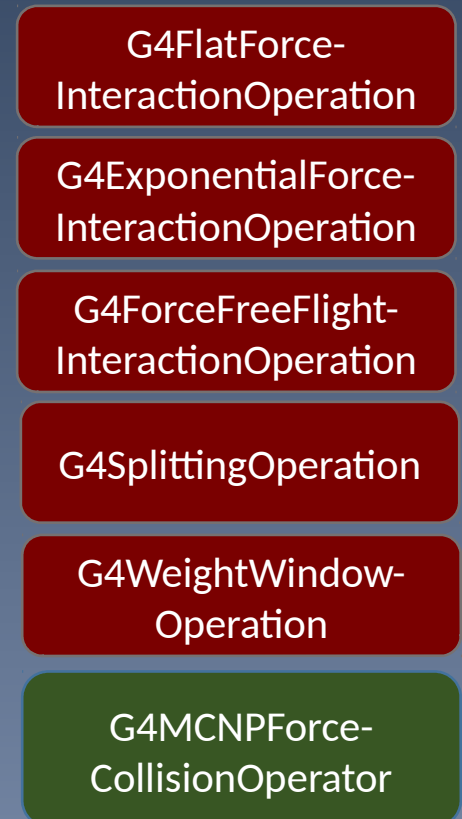 G4FlatForce-
InteractionOperation
G4ExponentialForce-
InteractionOperation
G4ForceFreeFlight-
InteractionOperation
G4SplittingOperation
G4WeightWindow-
Operation
G4MCNPForce-
CollisionOperator